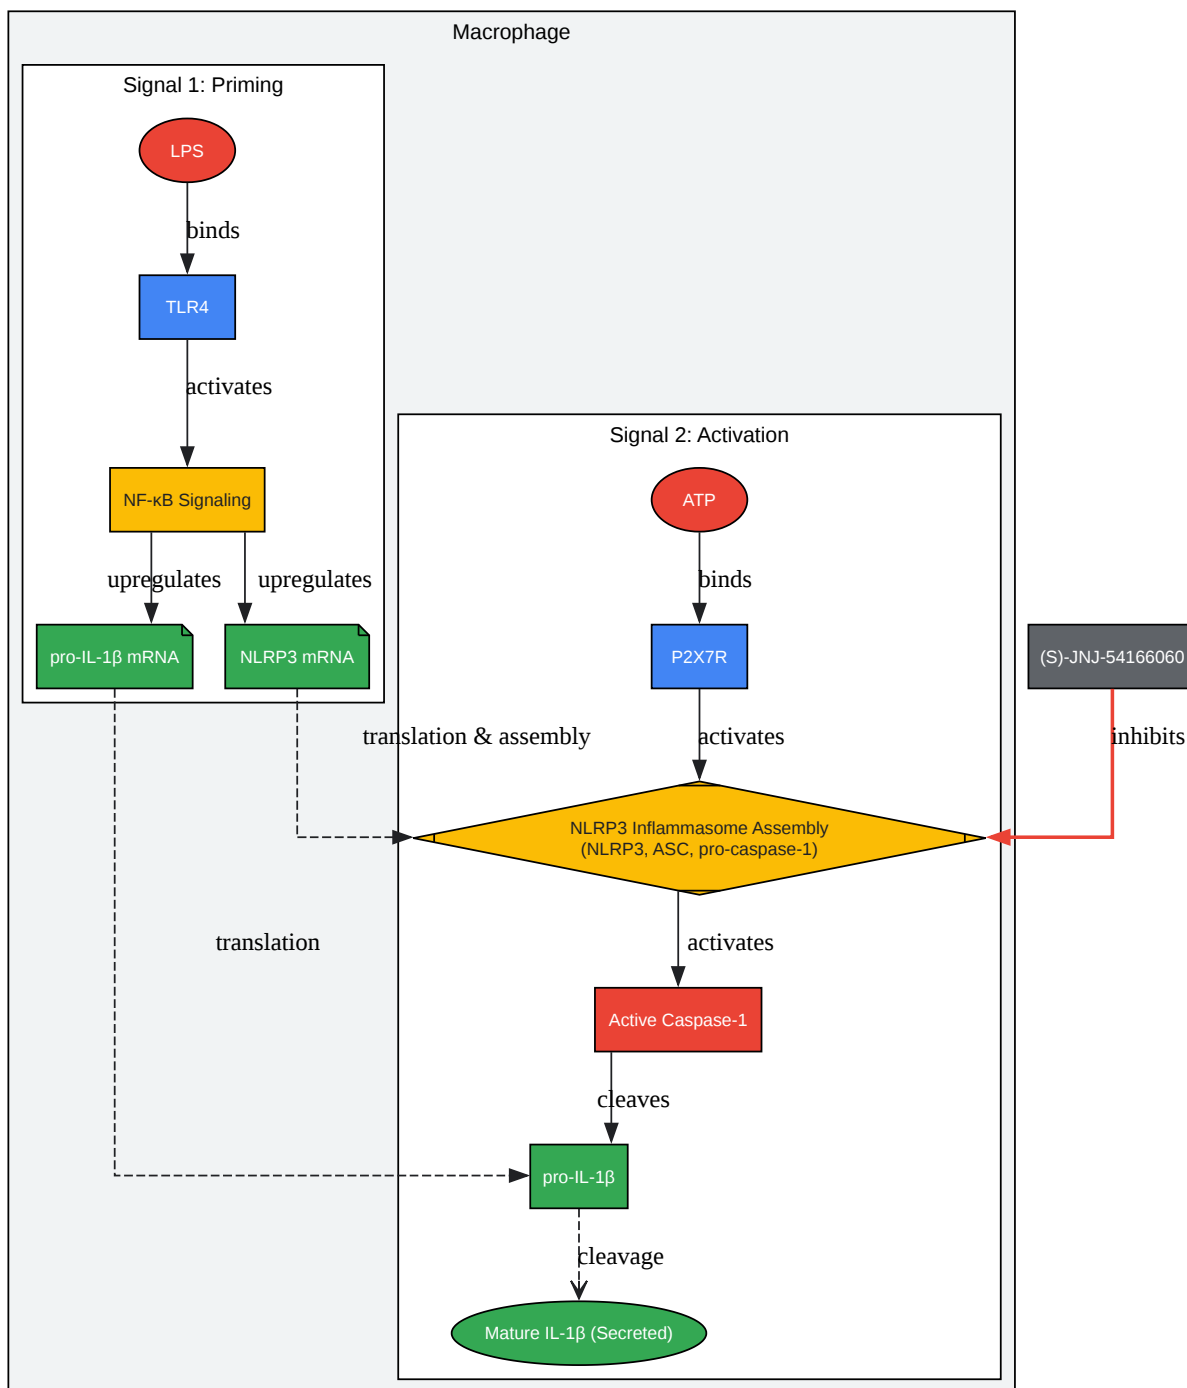 Macrophage
Signal 1: Priming
LPS
binds
TLR4
activates
NF-κB Signaling
upregulates
upregulates
pro-IL-1β mRNA
NLRP3 mRNA
Signal 2: Activation
ATP
binds
P2X7R
(S)-JNJ-54166060
translation & assembly
activates
inhibits
NLRP3 Inflammasome Assembly
(NLRP3, ASC, pro-caspase-1)
translation
activates
Active Caspase-1
cleaves
pro-IL-1β
cleavage
Mature IL-1β (Secreted)